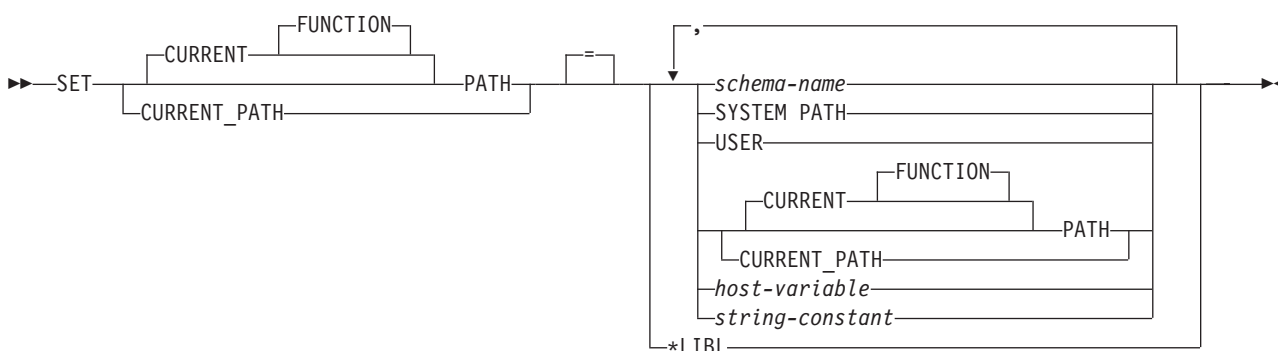 FUNCTION ,
CURRENT =
SET PATH schema-name
CURRENT_PATH SYSTEM PATH
USER
FUNCTION
CURRENT
PATH
CURRENT_PATH
host-variable
string-constant
*LIBL